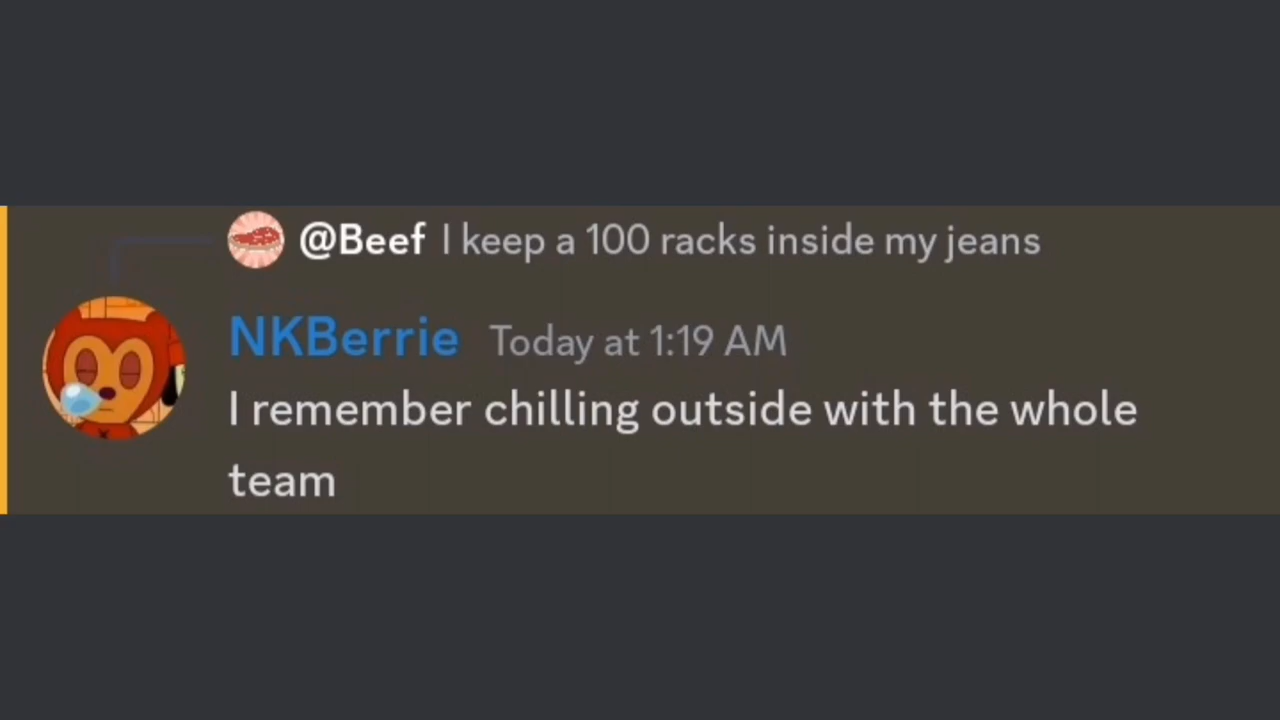 @Beef I keep a 100 racks inside my jeans
NKBerrie Today at 1:19 AM
I remember chilling outside with the whole
team